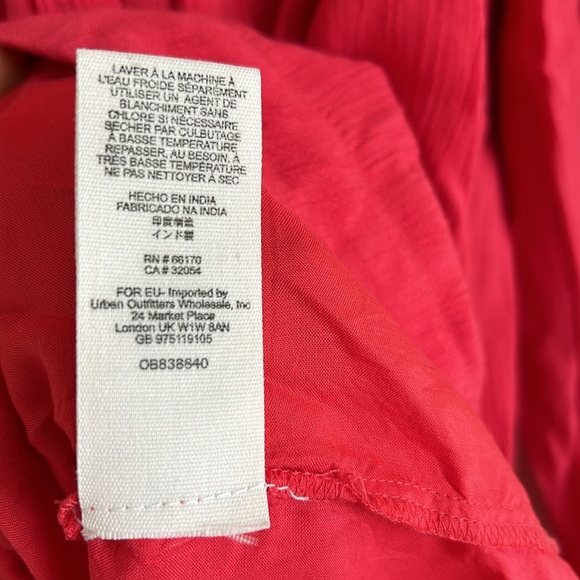 LAVER À LA MACHINE À
L'EAU FROIDE SÉPARÉMENT
UTILISER UN AGENT DE
BLANCHIMENT SANS
CHLORE SI NÉCESSAIRE
SÉCHER PAR CULBUTAGE
À BASSE TEMPÉRATURE
REPASSER, AU BESOIN, À
TRÈS BASSE TEMPÉRATURE
NE PAS NETTOYER À SEC
HECHO EN INDIA
FABRICADO NA INDIA
印度製造
インド製
RN # 66170
CA # 32054
FOR EU- Imported by
Urban Outfitters Wholesale, Inc
24 Market Place
London UK W1W 8AN
GB 975119105
OB838640